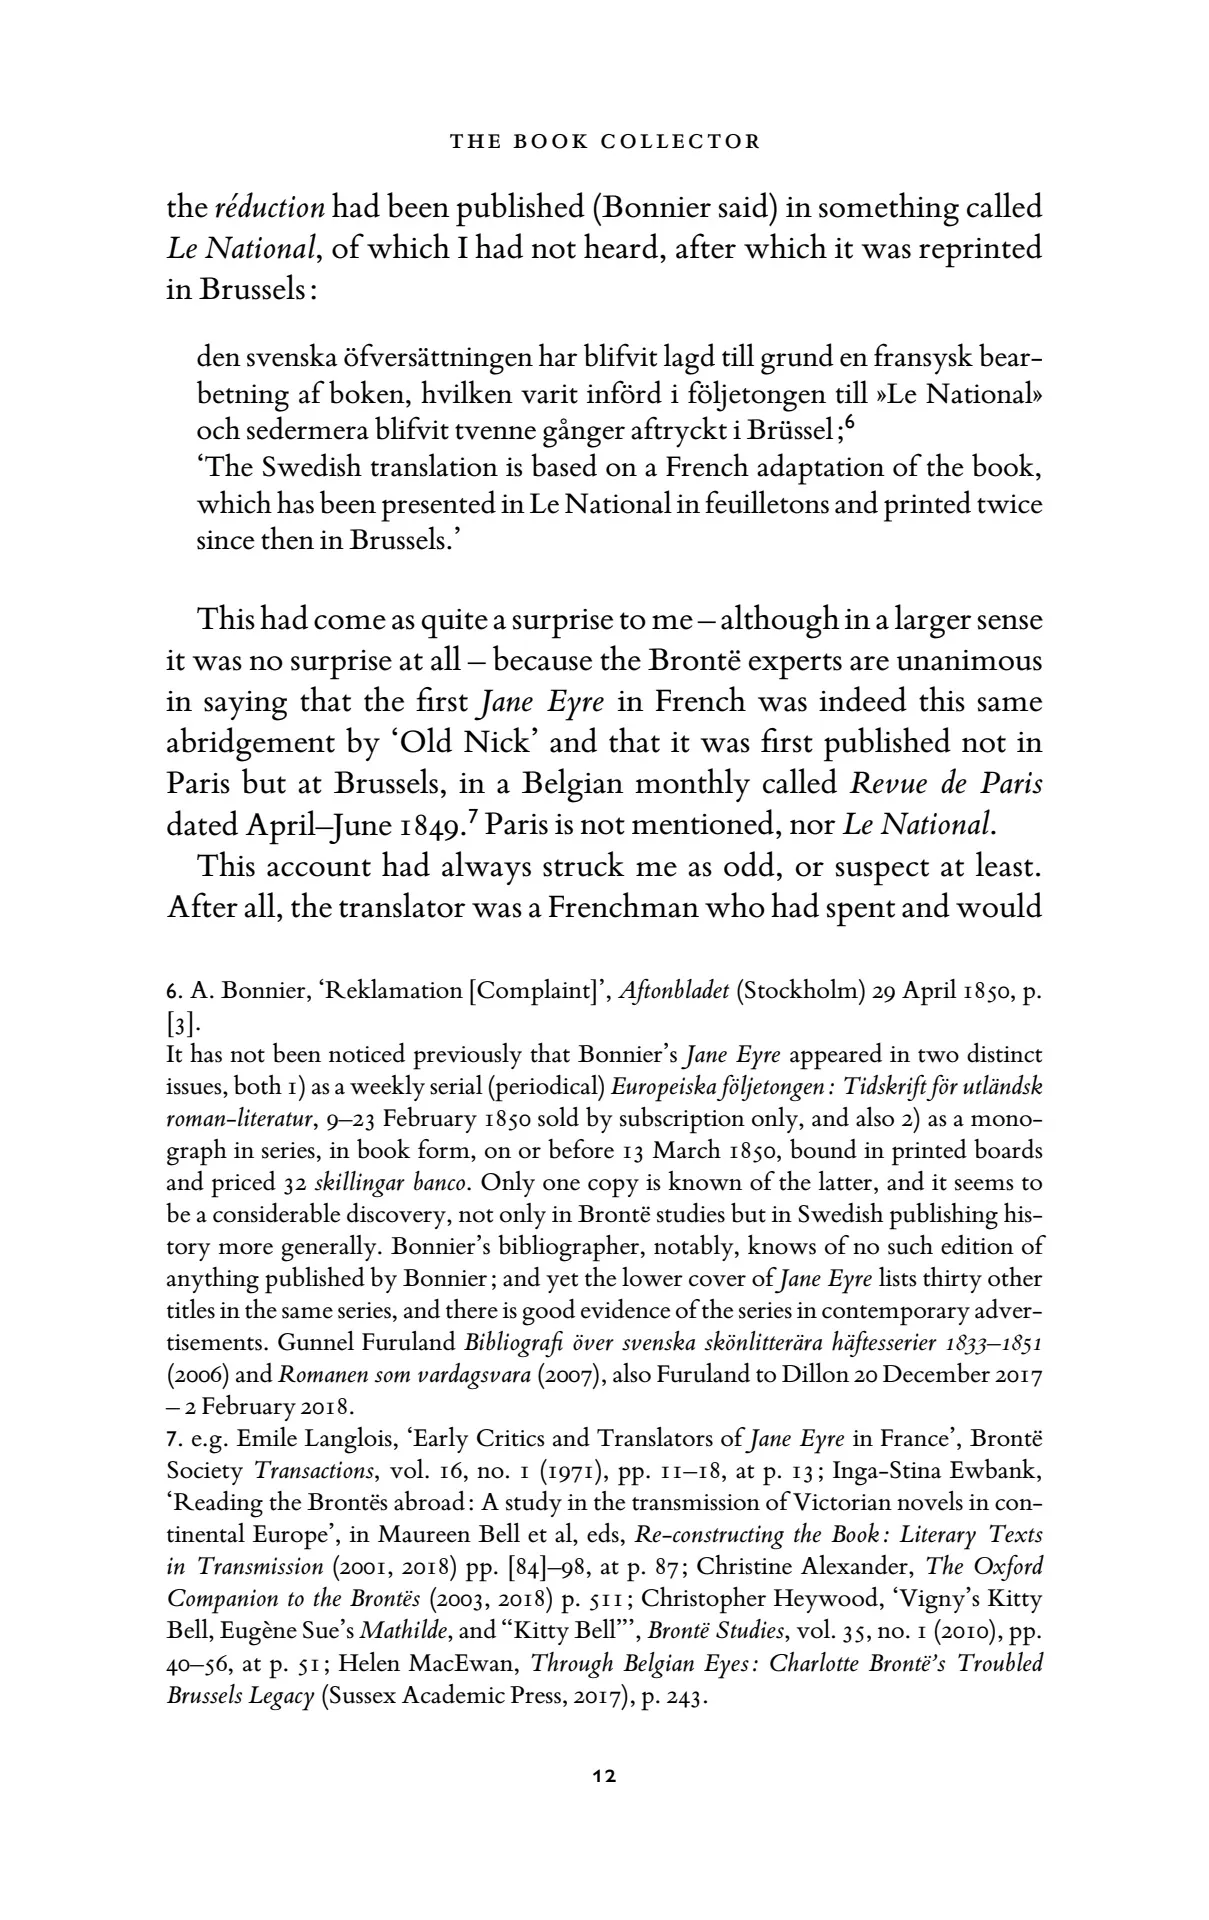 THE BOOK COLLECTOR
the réduction had been published (Bonnier said) in something called
Le National, of which I had not heard, after which it was reprinted
in Brussels :
den svenska öfversättningen har blifvit lagd till grund en fransysk bear-
betning af boken, hvilken varit införd i följetongen till »Le National»
och sedermera blifvit tvenne gånger aftryckt i Brüssel ;6
‘The Swedish translation is based on a French adaptation of the book,
which has been presented in Le National in feuilletons and printed twice
since then in Brussels.’
This had come as quite a surprise to me – although in a larger sense
it was no surprise at all – because the Brontë experts are unanimous
in saying that the first Jane Eyre in French was indeed this same
abridgement by ‘Old Nick’ and that it was first published not in
Paris but at Brussels, in a Belgian monthly called Revue de Paris
dated April–June 1849.7 Paris is not mentioned, nor Le National.
This account had always struck me as odd, or suspect at least.
After all, the translator was a Frenchman who had spent and would
6. A. Bonnier, ‘Reklamation [Complaint]’, Aftonbladet (Stockholm) 29 April 1850, p.
[3].
It has not been noticed previously that Bonnier’s Jane Eyre appeared in two distinct
issues, both 1) as a weekly serial (periodical) Europeiska följetongen : Tidskrift för utländsk
roman-literatur, 9–23 February 1850 sold by subscription only, and also 2) as a mono-
graph in series, in book form, on or before 13 March 1850, bound in printed boards
and priced 32 skillingar banco. Only one copy is known of the latter, and it seems to
be a considerable discovery, not only in Brontë studies but in Swedish publishing his-
tory more generally. Bonnier’s bibliographer, notably, knows of no such edition of
anything published by Bonnier ; and yet the lower cover of Jane Eyre lists thirty other
titles in the same series, and there is good evidence of the series in contemporary adver-
tisements. Gunnel Furuland Bibliografi över svenska skönlitterära häftesserier 1833–1851
(2006) and Romanen som vardagsvara (2007), also Furuland to Dillon 20 December 2017
– 2 February 2018.
7. e.g. Emile Langlois, ‘Early Critics and Translators of Jane Eyre in France’, Brontë
Society Transactions, vol. 16, no. 1 (1971), pp. 11–18, at p. 13 ; Inga-Stina Ewbank,
‘Reading the Brontës abroad : A study in the transmission of Victorian novels in con-
tinental Europe’, in Maureen Bell et al, eds, Re-constructing the Book : Literary Texts
in Transmission (2001, 2018) pp. [84]–98, at p. 87 ; Christine Alexander, The Oxford
Companion to the Brontës (2003, 2018) p. 511 ; Christopher Heywood, ‘Vigny’s Kitty
Bell, Eugène Sue’s Mathilde, and “Kitty Bell”’, Brontë Studies, vol. 35, no. 1 (2010), pp.
40–56, at p. 51 ; Helen MacEwan, Through Belgian Eyes : Charlotte Brontë’s Troubled
Brussels Legacy (Sussex Academic Press, 2017), p. 243.
12